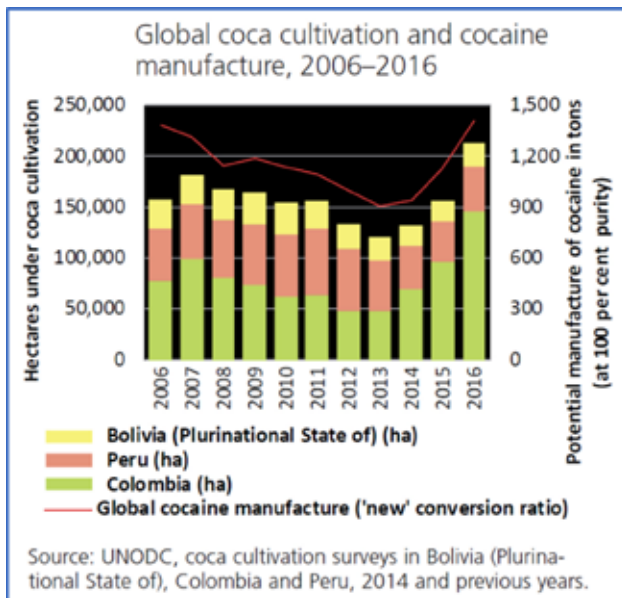 Global coca cultivation and cocaine
manufacture, 2006–2016
Hectares under coca cultivation
250,000
200,000
150,000
100,000
50,000
0
1,500
1,200
900
600
300
0
Potential manufacture of cocaine in tons
(at 100 per cent purity)
2006
2007
2008
2009
2010
2011
2012
2013
2014
2015
2016
Bolivia (Plurinational State of) (ha)
Peru (ha)
Colombia (ha)
Global cocaine manufacture ('new' conversion ratio)
Source: UNODC, coca cultivation surveys in Bolivia (Plurina-
tional State of), Colombia and Peru, 2014 and previous years.